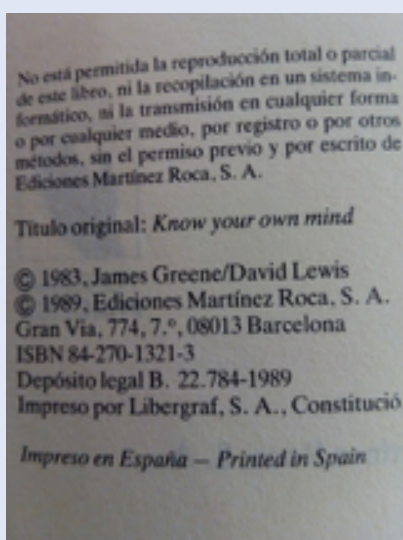 No está permitida la reproducción total o parcial
de este libro, ni la recopilación en un sistema in-
formático, ni la transmisión en cualquier forma
o por cualquier medio, por registro o por otros
métodos, sin el permiso previo y por escrito de
Ediciones Martínez Roca, S. A.
Título original: Know your own mind
© 1983, James Greene/David Lewis
© 1989, Ediciones Martínez Roca, S. A.
Gran Via, 774, 7.º, 08013 Barcelona
ISBN 84-270-1321-3
Depósito legal B. 22.784-1989
Impreso por Libergraf, S. A., Constitució
Impreso en España — Printed in Spain